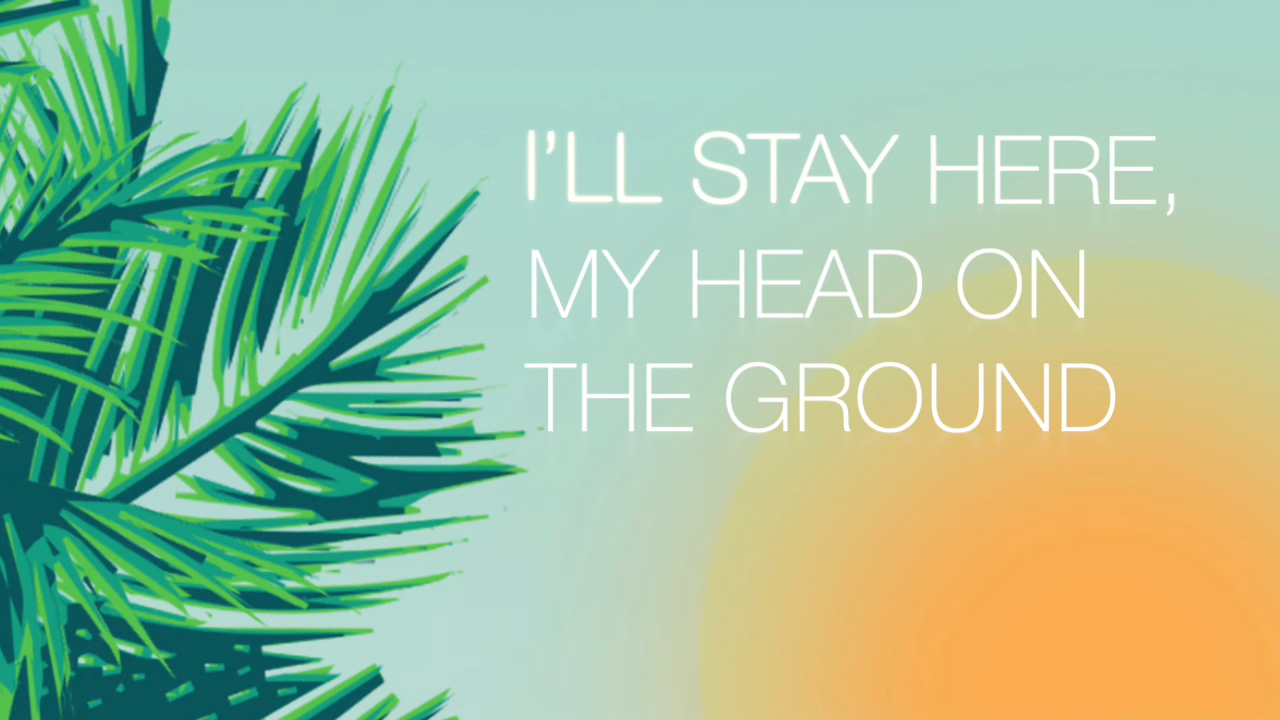 I’LL STAY HERE,
MY HEAD ON
THE GROUND